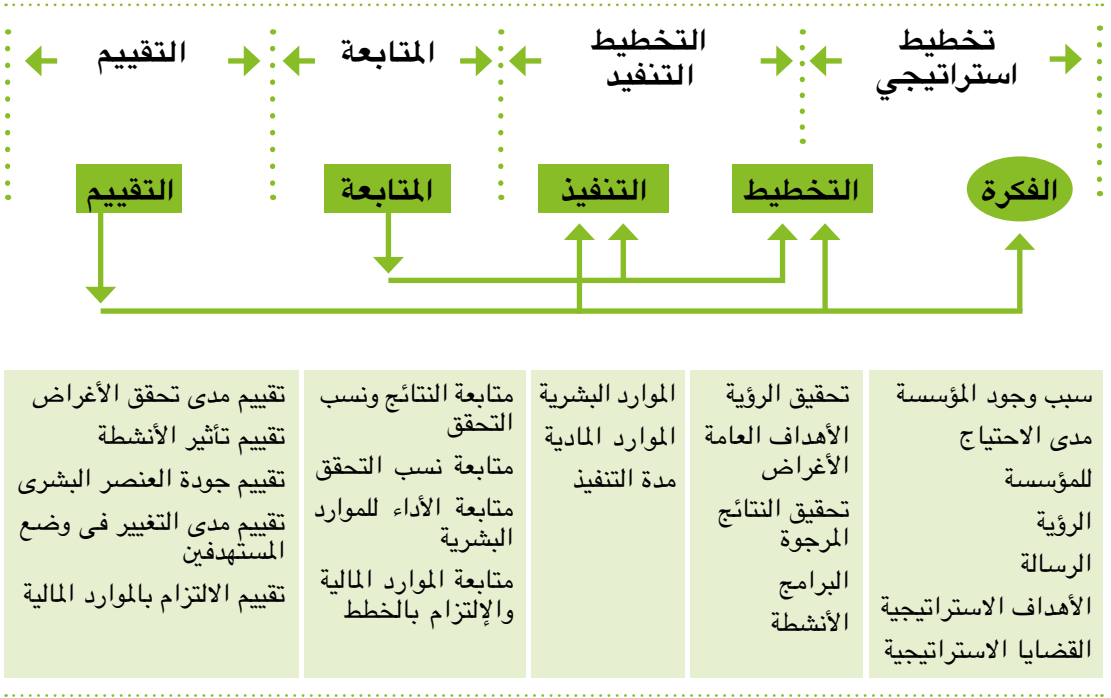 تخطيط
استراتيجي
التخطيط
التنفيد
المتابعة
التقييم
الفكرة
التخطيط
التنفيذ
المتابعة
التقييم
سبب وجود المؤسسة
مدى الاحتياج
للمؤسسة
الرؤية
الرسالة
الأهداف الاستراتيجية
القضايا الاستراتيجية
تحقيق الرؤية
الأهداف العامة
الأغراض
تحقيق النتائج
المرجوة
البرامج
الأنشطة
الموارد البشرية
الموارد المادية
مدة التنفيذ
متابعة النتائج ونسب
التحقق
متابعة نسب التحقق
متابعة الأداء للموارد
البشرية
متابعة الموارد المالية
والإلتزام بالخطط
تقييم مدى تحقق الأغراض
تقييم تأثير الأنشطة
تقييم جودة العنصر البشرى
تقييم مدى التغيير فى وضع
المستهدفين
تقييم الالتزام بالموارد المالية